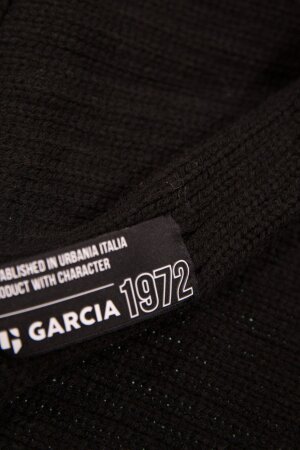 ABLISHED IN URBANIA ITALIA
ODUCT WITH CHARACTER
GARCIA 1972